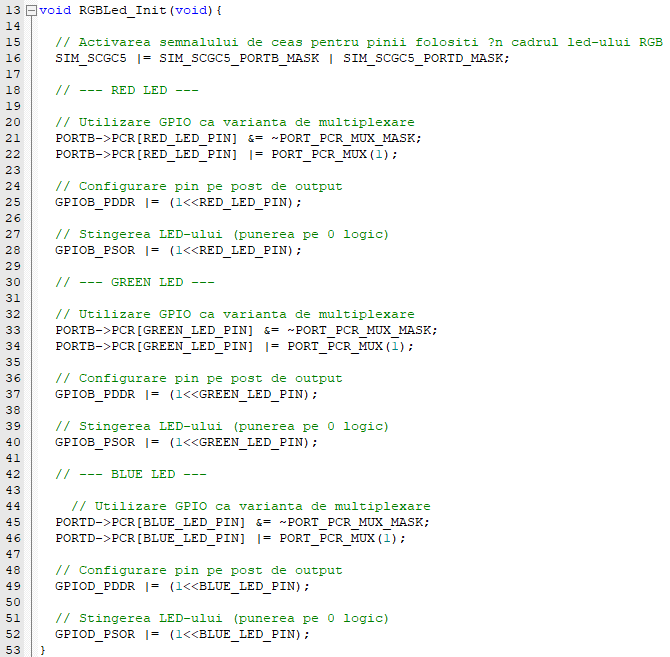 13 void RGBLed_Init(void){
14
15 // Activarea semnalului de ceas pentru pinii folositi ?n cadrul led-ului RGB
16 SIM_SCGC5 |= SIM_SCGC5_PORTB_MASK | SIM_SCGC5_PORTD_MASK;
17
18 // --- RED LED ---
19
20 // Utilizare GPIO ca varianta de multiplexare
21 PORTB->PCR[RED_LED_PIN] &= ~PORT_PCR_MUX_MASK;
22 PORTB->PCR[RED_LED_PIN] |= PORT_PCR_MUX(1);
23
24 // Configurare pin pe post de output
25 GPIOB_PDDR |= (1<<RED_LED_PIN);
26
27 // Stingerea LED-ului (punerea pe 0 logic)
28 GPIOB_PSOR |= (1<<RED_LED_PIN);
29
30 // --- GREEN LED ---
31
32 // Utilizare GPIO ca varianta de multiplexare
33 PORTB->PCR[GREEN_LED_PIN] &= ~PORT_PCR_MUX_MASK;
34 PORTB->PCR[GREEN_LED_PIN] |= PORT_PCR_MUX(1);
35
36 // Configurare pin pe post de output
37 GPIOB_PDDR |= (1<<GREEN_LED_PIN);
38
39 // Stingerea LED-ului (punerea pe 0 logic)
40 GPIOB_PSOR |= (1<<GREEN_LED_PIN);
41
42 // --- BLUE LED ---
43
44 // Utilizare GPIO ca varianta de multiplexare
45 PORTD->PCR[BLUE_LED_PIN] &= ~PORT_PCR_MUX_MASK;
46 PORTD->PCR[BLUE_LED_PIN] |= PORT_PCR_MUX(1);
47
48 // Configurare pin pe post de output
49 GPIOD_PDDR |= (1<<BLUE_LED_PIN);
50
51 // Stingerea LED-ului (punerea pe 0 logic)
52 GPIOD_PSOR |= (1<<BLUE_LED_PIN);
53 }